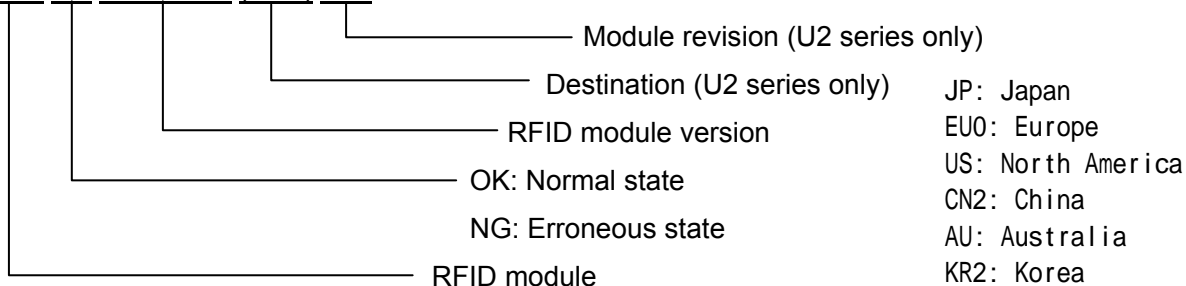 Module revision (U2 series only)
Destination (U2 series only)
RFID module version
OK: Normal state
NG: Erroneous state
RFID module
JP: Japan
EU0: Europe
US: North America
CN2: China
AU: Australia
KR2: Korea